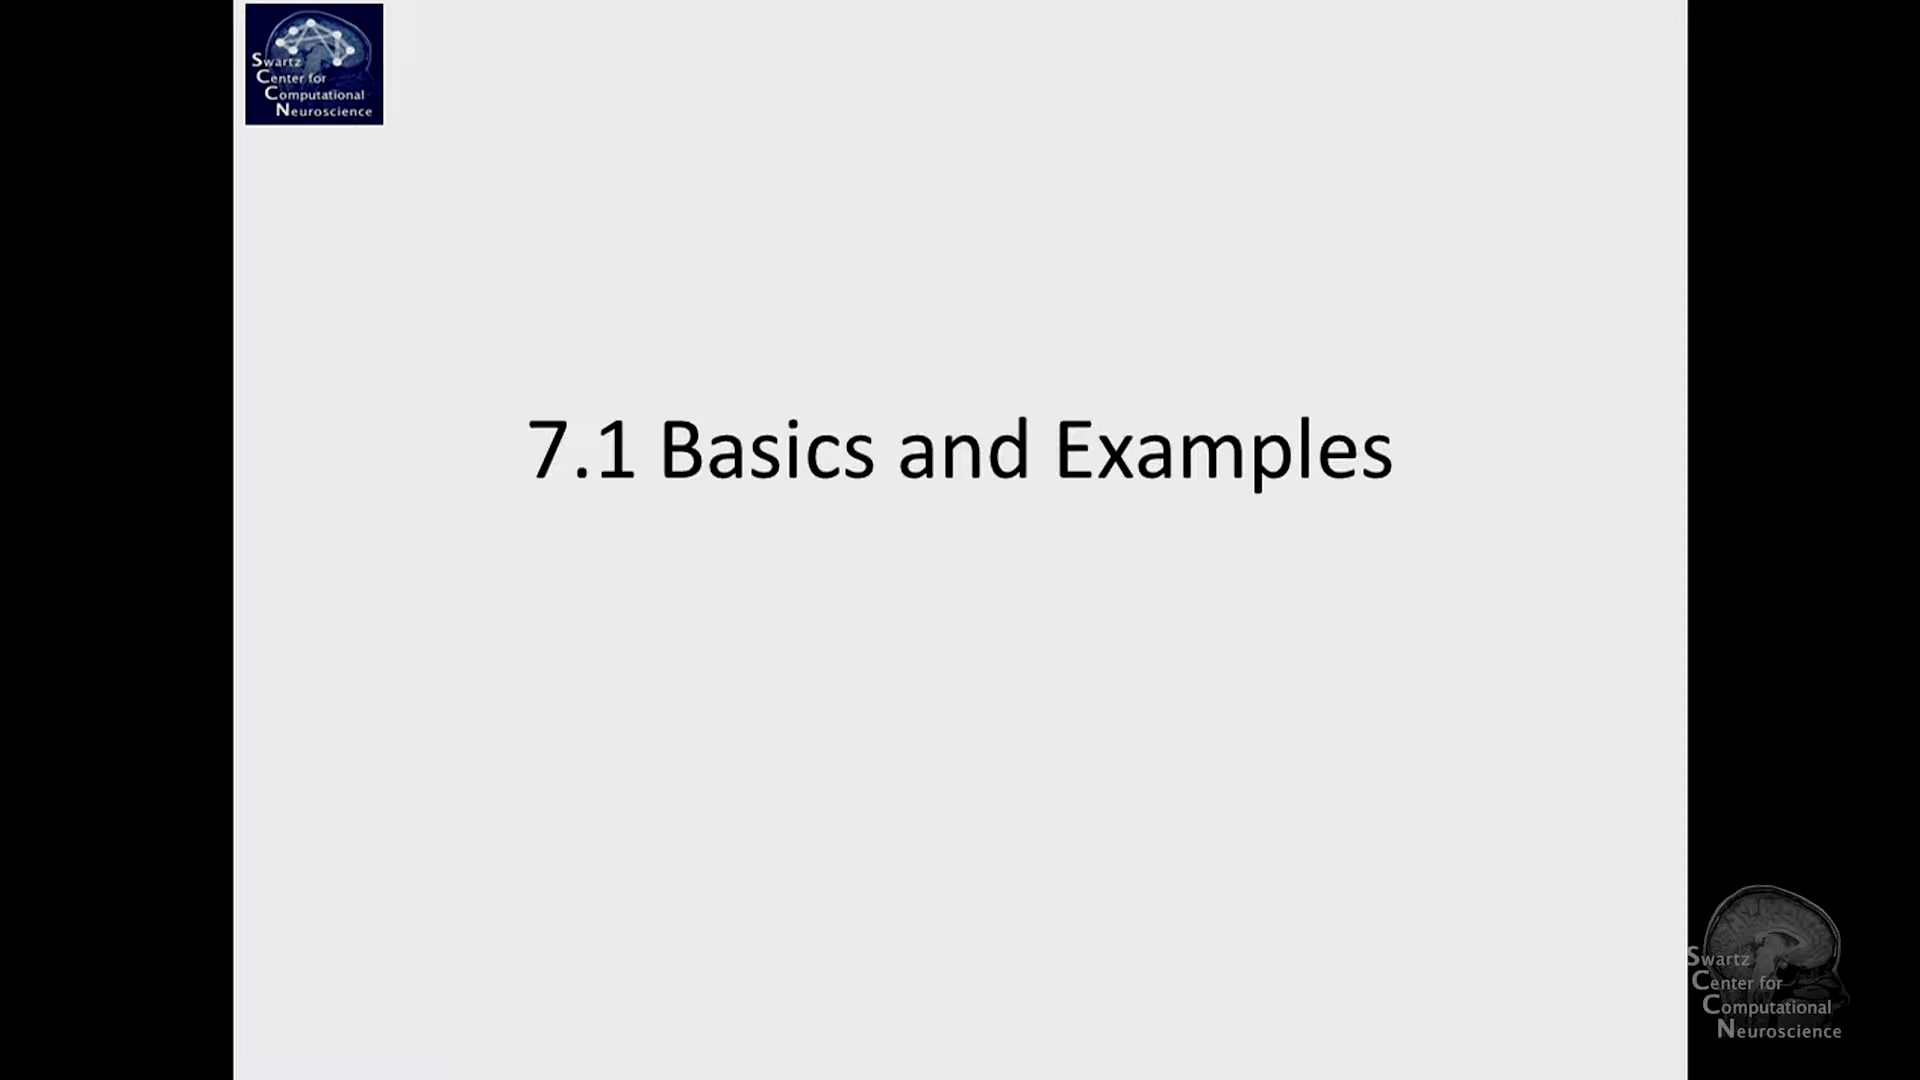 Swartz
Center for
Computational
Neuroscience
7.1 Basics and Examples
Swartz
Center for
Computational
Neuroscience